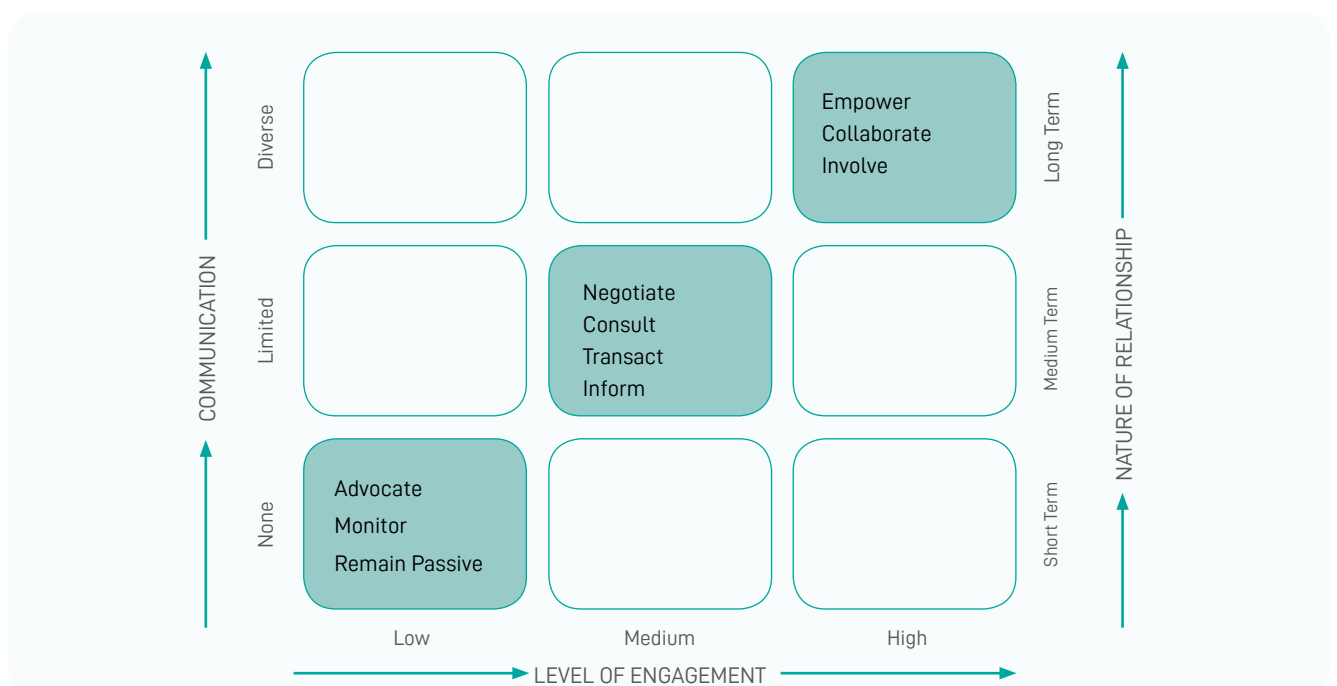 COMMUNICATION
Diverse
Limited
None
Empower
Collaborate
Involve
Negotiate
Consult
Transact
Inform
Advocate
Monitor
Remain Passive
Long Term
Medium Term
Short Term
NATURE OF RELATIONSHIP
Low
Medium
High
LEVEL OF ENGAGEMENT